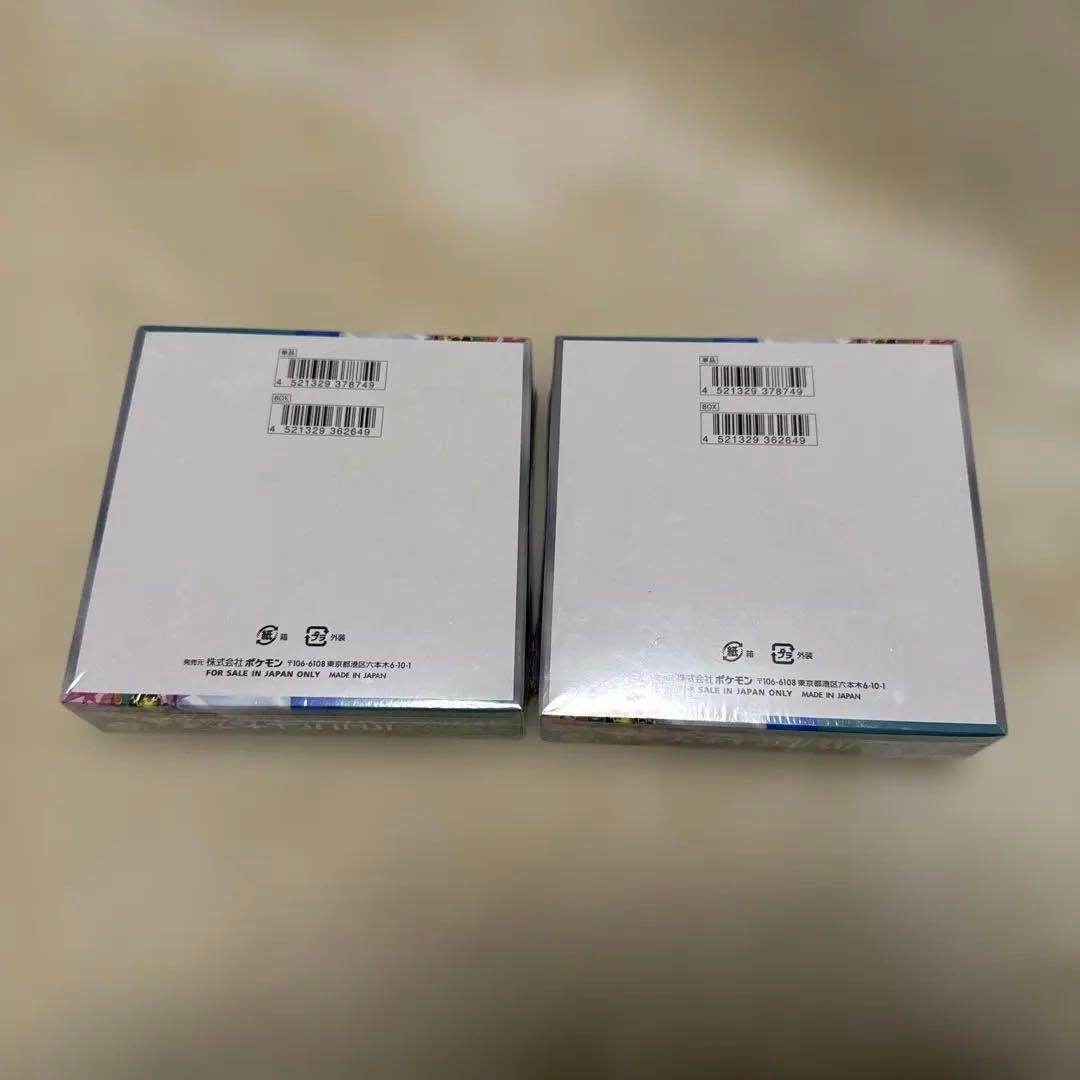 単品
4 521329 378749
BOX
4 521329 362649
紙 箱 プラ 外装
発売元 株式会社ポケモン 〒106-6108 東京都港区六本木6-10-1
FOR SALE IN JAPAN ONLY MADE IN JAPAN
単品
4 521329 378749
BOX
4 521329 362649
紙 箱 プラ 外装
株式会社ポケモン 〒106-6108 東京都港区六本木6-10-1
SALE IN JAPAN ONLY MADE IN JAPAN